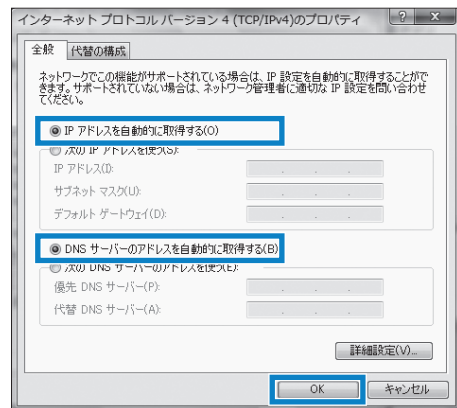 インターネット プロトコル バージョン 4 (TCP/IPv4)のプロパティ
全般 代替の構成
ネットワークでこの機能がサポートされている場合は、IP 設定を自動的に取得することがで
きます。サポートされていない場合は、ネットワーク管理者に適切な IP 設定を問い合わせ
てください。
IP アドレスを自動的に取得する(O)
次の IP アドレスを使う(S):
IP アドレス(I):
サブネット マスク(U):
デフォルト ゲートウェイ(D):
DNS サーバーのアドレスを自動的に取得する(B)
次の DNS サーバーのアドレスを使う(E):
優先 DNS サーバー(P):
代替 DNS サーバー(A):
詳細設定(V)...
OK キャンセル